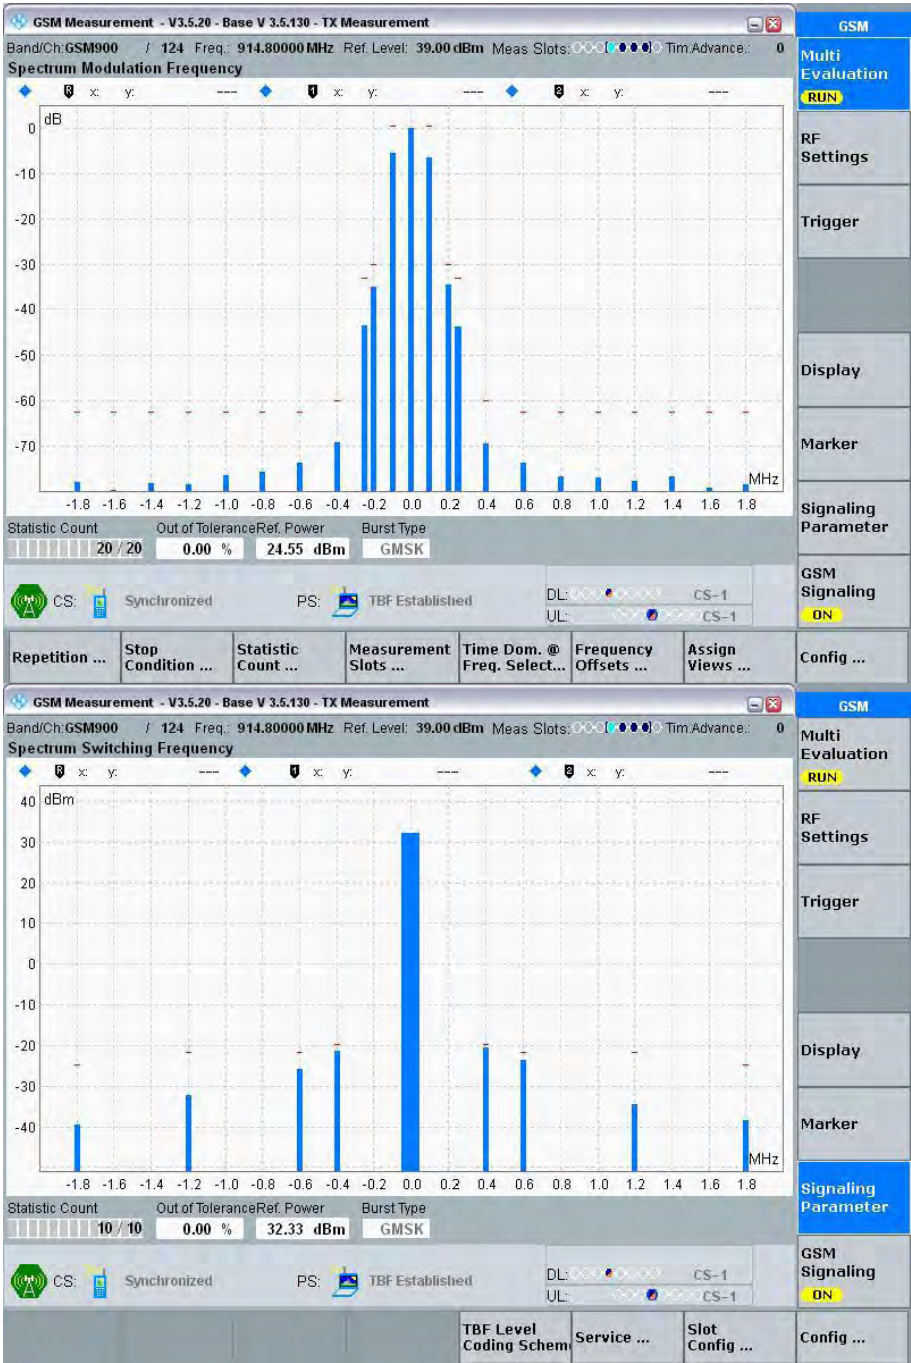 GSM Measurement - V3.5.20 - Base V 3.5.130 - TX Measurement
GSM
Band/Ch:GSM900 / 124 Freq.: 914.80000 MHz Ref. Level: 39.00 dBm Meas Slots: Tim.Advance.: 0
Spectrum Modulation Frequency
Multi
Evaluation
RUN
R x: y: --- 1 x: y: --- 2 x: y: ---
dB
0
-10
-20
-30
-40
-50
-60
-70
MHz
-1.8 -1.6 -1.4 -1.2 -1.0 -0.8 -0.6 -0.4 -0.2 0.0 0.2 0.4 0.6 0.8 1.0 1.2 1.4 1.6 1.8
RF
Settings
Trigger
Display
Marker
Signaling
Parameter
GSM
Signaling
ON
Statistic Count Out of Tolerance Ref. Power Burst Type
20 / 20 0.00 % 24.55 dBm GMSK
CS: Synchronized PS: TBF Established
DL: CS-1
UL: CS-1
Repetition ...
Stop
Condition ...
Statistic
Count ...
Measurement
Slots ...
Time Dom. @
Freq. Select...
Frequency
Offsets ...
Assign
Views ...
Config ...
GSM Measurement - V3.5.20 - Base V 3.5.130 - TX Measurement
GSM
Band/Ch:GSM900 / 124 Freq.: 914.80000 MHz Ref. Level: 39.00 dBm Meas Slots: Tim.Advance.: 0
Spectrum Switching Frequency
Multi
Evaluation
RUN
R x: y: --- 1 x: y: --- 2 x: y: ---
dBm
40
30
20
10
0
-10
-20
-30
-40
MHz
-1.8 -1.6 -1.4 -1.2 -1.0 -0.8 -0.6 -0.4 -0.2 0.0 0.2 0.4 0.6 0.8 1.0 1.2 1.4 1.6 1.8
RF
Settings
Trigger
Display
Marker
Signaling
Parameter
GSM
Signaling
ON
Statistic Count Out of Tolerance Ref. Power Burst Type
10 / 10 0.00 % 32.33 dBm GMSK
CS: Synchronized PS: TBF Established
DL: CS-1
UL: CS-1
TBF Level
Coding Schem
Service ...
Slot
Config ...
Config ...